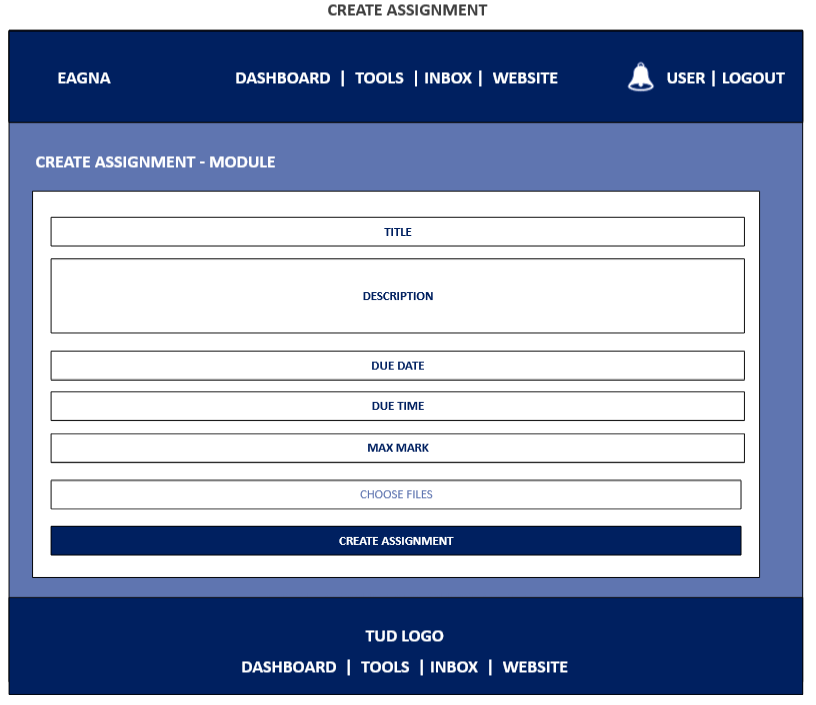 CREATE ASSIGNMENT
EAGNA DASHBOARD | TOOLS | INBOX | WEBSITE USER | LOGOUT
CREATE ASSIGNMENT - MODULE
TITLE
DESCRIPTION
DUE DATE
DUE TIME
MAX MARK
CHOOSE FILES
CREATE ASSIGNMENT
TUD LOGO
DASHBOARD | TOOLS | INBOX | WEBSITE